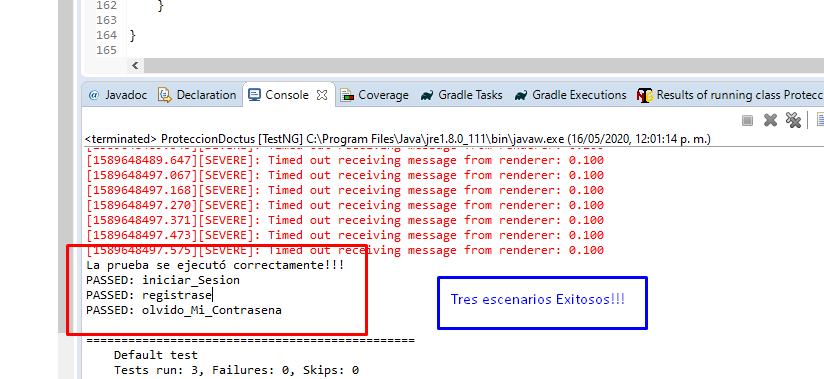 162 }
163
164 }
165
@ Javadoc Declaration Console Coverage Gradle Tasks Gradle Executions Results of running class Protecc
<terminated> ProteccionDoctus [TestNG] C:\Program Files\Java\jre1.8.0_111\bin\javaw.exe (16/05/2020, 12:01:14 p. m.)
[1589648489.647][SEVERE]: Timed out receiving message from renderer: 0.100
[1589648497.067][SEVERE]: Timed out receiving message from renderer: 0.100
[1589648497.168][SEVERE]: Timed out receiving message from renderer: 0.100
[1589648497.270][SEVERE]: Timed out receiving message from renderer: 0.100
[1589648497.371][SEVERE]: Timed out receiving message from renderer: 0.100
[1589648497.473][SEVERE]: Timed out receiving message from renderer: 0.100
[1589648497.575][SEVERE]: Timed out receiving message from renderer: 0.100
La prueba se ejecutó correctamente!!!
PASSED: iniciar_Sesion
PASSED: registrase
PASSED: olvido_Mi_Contrasena
Tres escenarios Exitosos!!!
===============================================
Default test
Tests run: 3, Failures: 0, Skips: 0